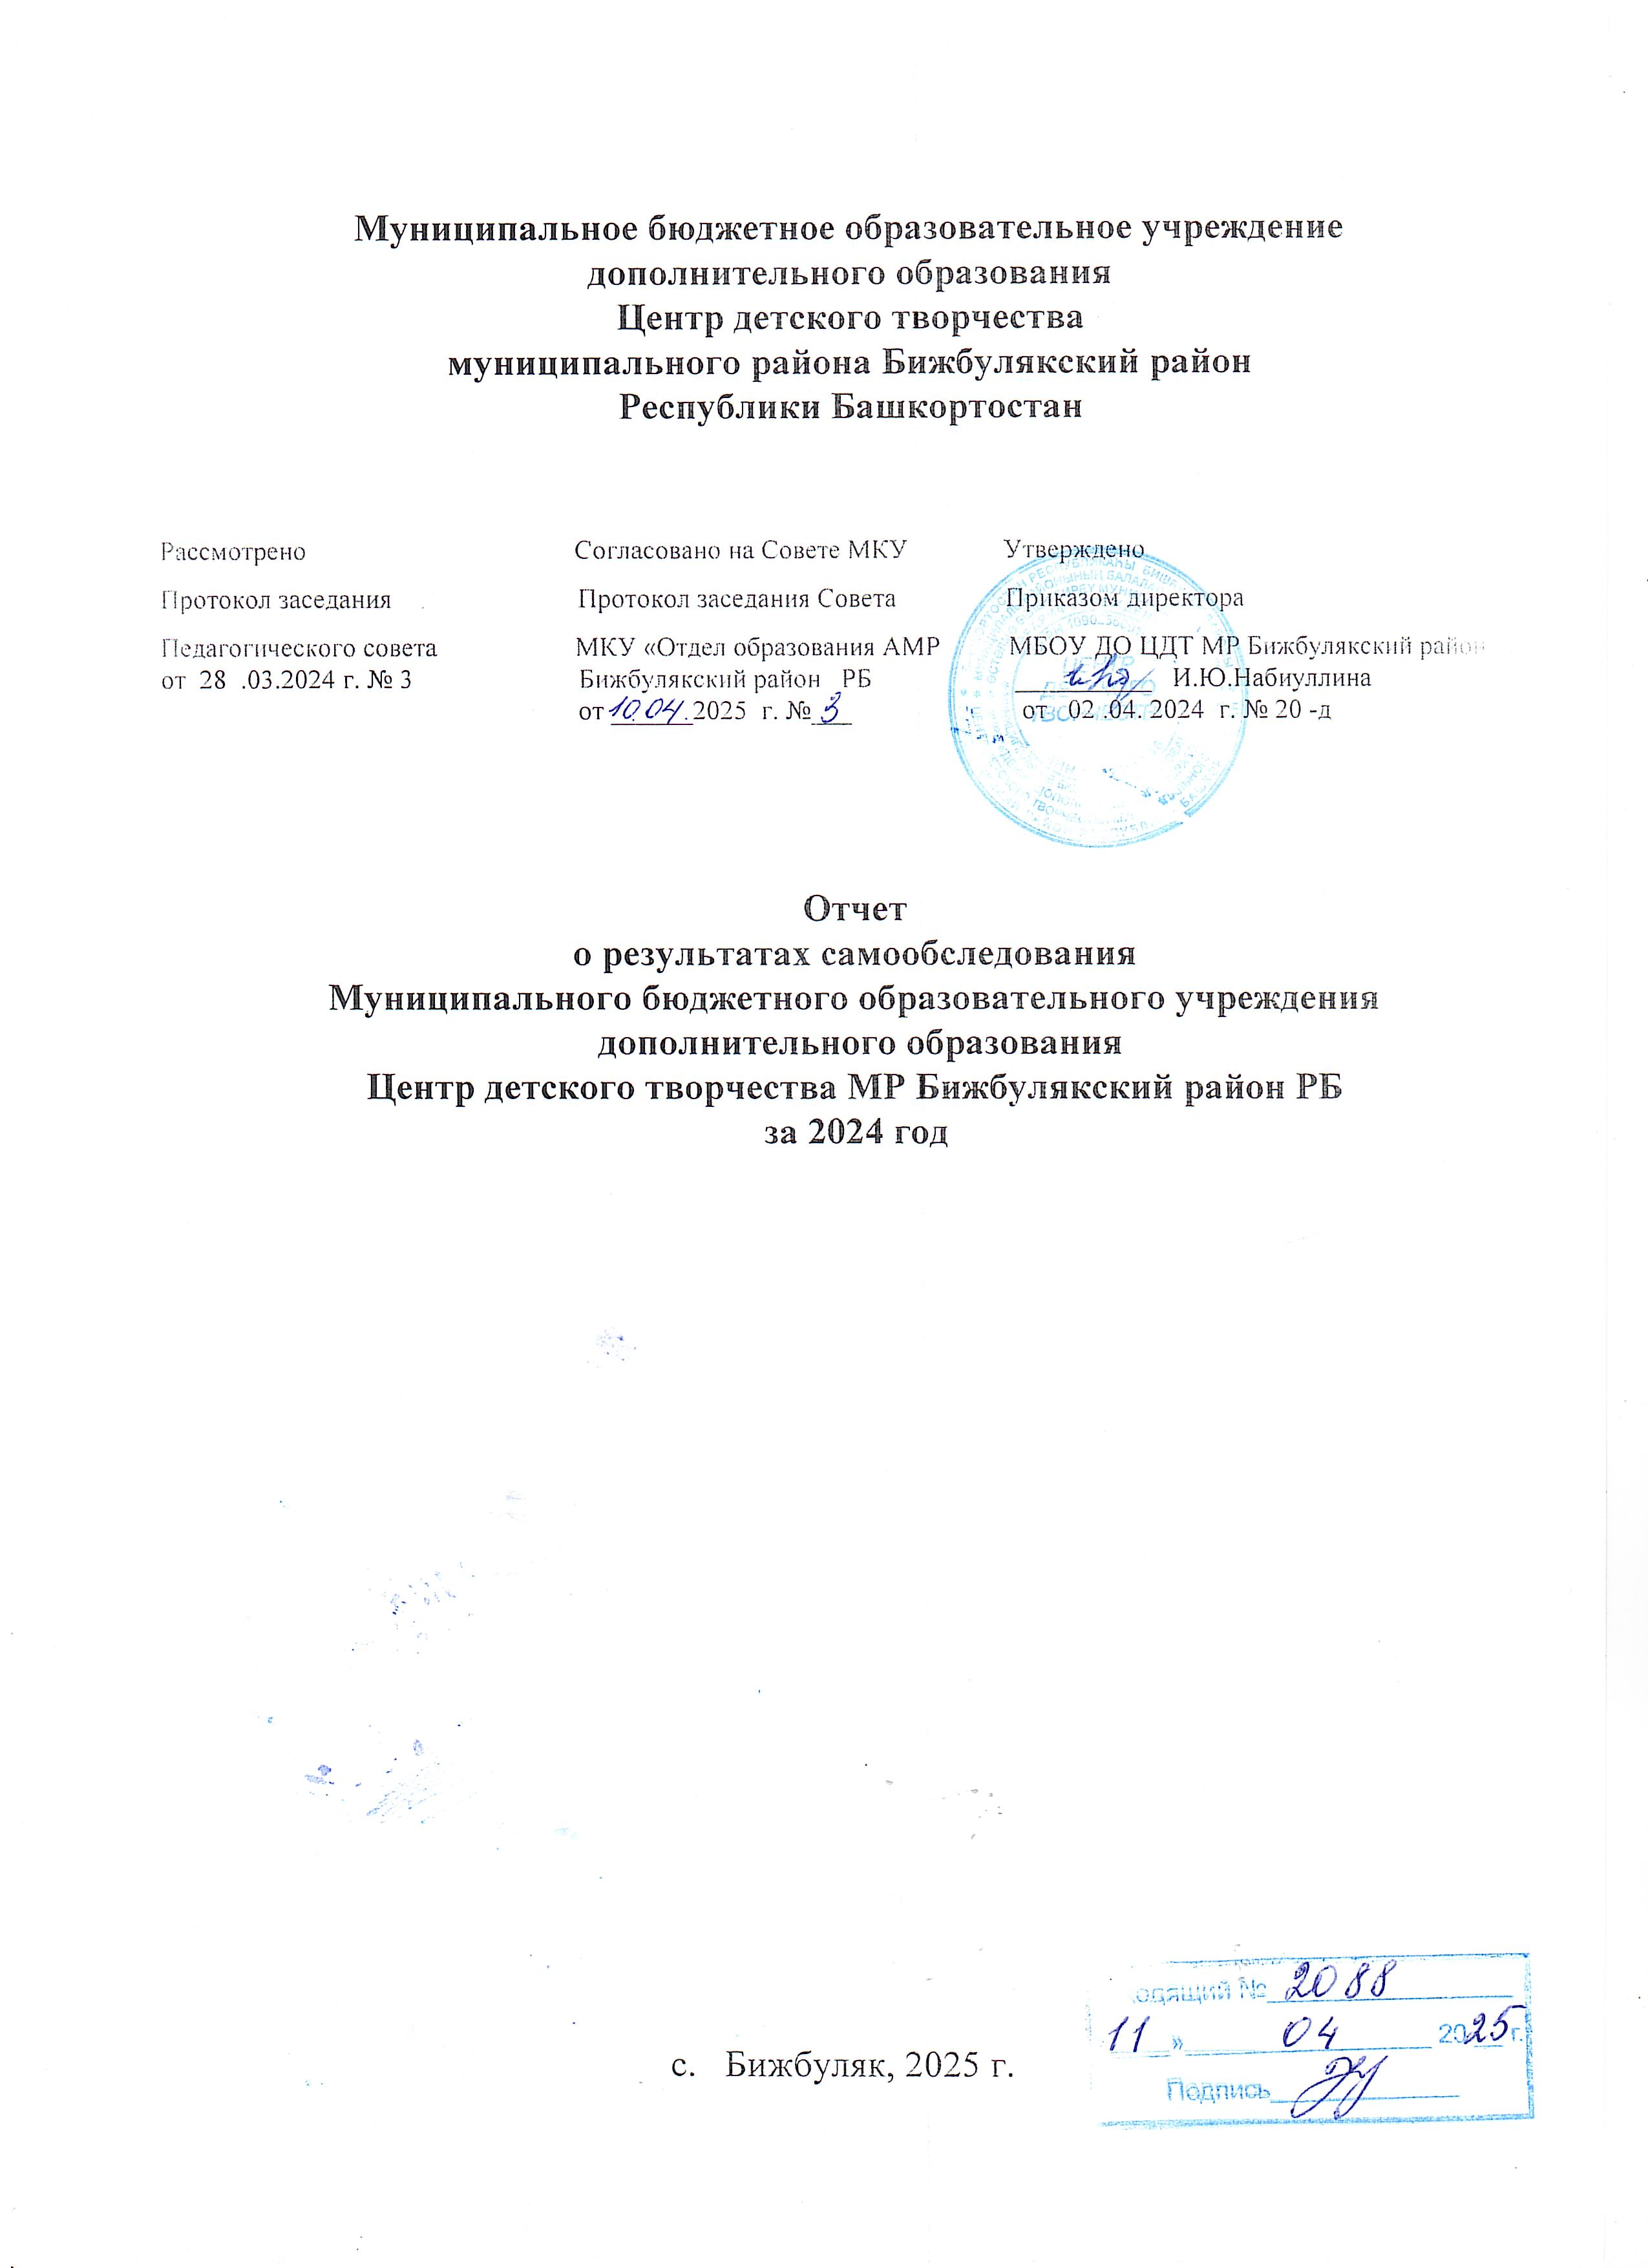 Муниципальное бюджетное образовательное учреждение
дополнительного образования
Центр детского творчества
муниципального района Бижбулякский район
Республики Башкортостан
Рассмотрено
Протокол заседания
Педагогического совета
от 28 .03.2024 г. № 3
Согласовано на Совете МКУ
Протокол заседания Совета
МКУ «Отдел образования АМР
Бижбулякский район РБ
от 10.04.2025 г. № 3
Утверждено
Приказом директора
МБОУ ДО ЦДТ МР Бижбулякский район
И.Ю.Набиуллина
от 02 .04. 2024 г. № 20 -д
Отчет
о результатах самообследования
Муниципального бюджетного образовательного учреждения
дополнительного образования
Центр детского творчества МР Бижбулякский район РБ
за 2024 год
с. Бижбуляк, 2025 г.
одящий № 2088
11 » 04 2025 г.
Подпись